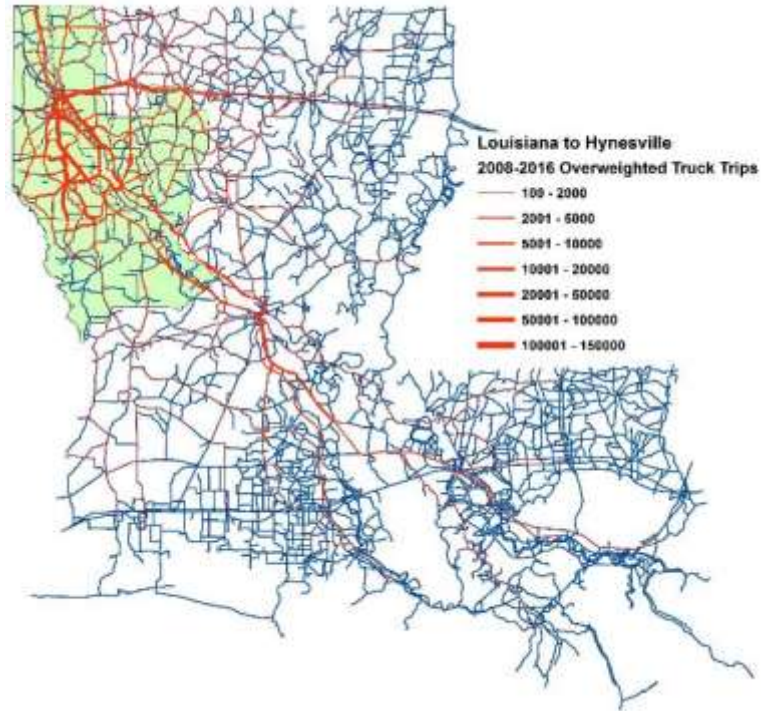 Louisiana to Hynesville
2008-2016 Overweighted Truck Trips
100 - 2000
2001 - 5000
5001 - 10000
10001 - 20000
20001 - 50000
50001 - 100000
100001 - 150000